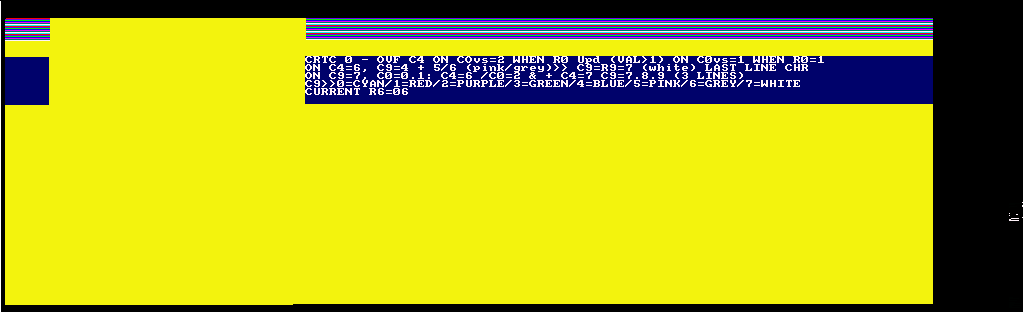 CRTC 0 - OVF C4 ON C0vs=2 WHEN R0 Upd (VAL>1) ON C0vs=1 WHEN R0=1
ON C4=6, C9=4 + 5/6 (pink/grey)>>> C9=R9=7 (white) LAST LINE CHR
ON C9=7, C0=0.1: C4=6 /C0=2 & + C4=7 C9=7.8.9 (3 LINES)
C9>>0=CYAN/1=RED/2=PURPLE/3=GREEN/4=BLUE/5=PINK/6=GREY/7=WHITE
CURRENT R6=06